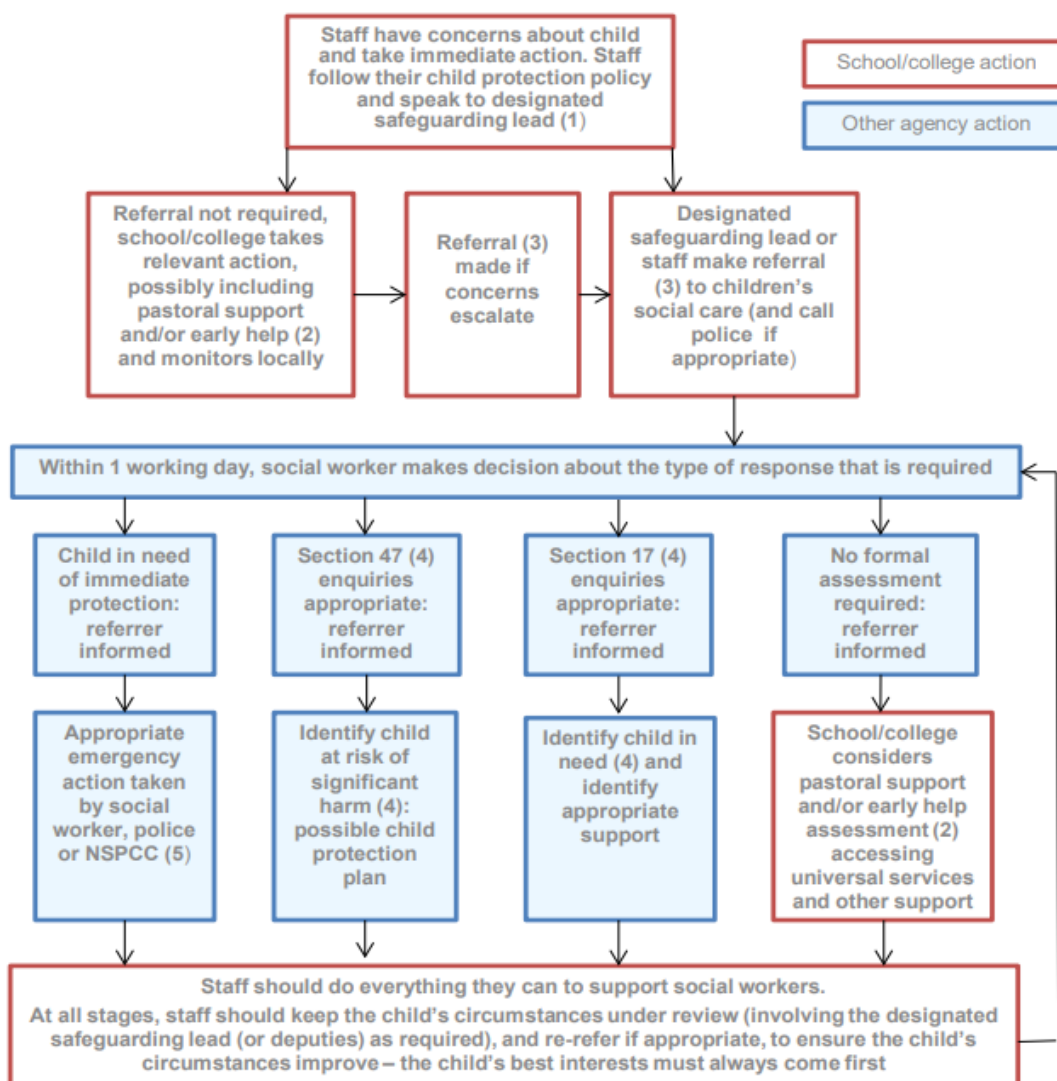 Staff have concerns about child
and take immediate action. Staff
follow their child protection policy
and speak to designated
safeguarding lead (1)
School/college action
Other agency action
Referral not required,
school/college takes
relevant action,
possibly including
pastoral support
and/or early help (2)
and monitors locally
Referral (3)
made if
concerns
escalate
Designated
safeguarding lead or
staff make referral
(3) to children’s
social care (and call
police if
appropriate)
Within 1 working day, social worker makes decision about the type of response that is required
Child in need
of immediate
protection:
referrer
informed
Section 47 (4)
enquiries
appropriate:
referrer
informed
Section 17 (4)
enquiries
appropriate:
referrer
informed
No formal
assessment
required:
referrer
informed
Appropriate
emergency
action taken
by social
worker, police
or NSPCC (5)
Identify child
at risk of
significant
harm (4):
possible child
protection
plan
Identify child in
need (4) and
identify
appropriate
support
School/college
considers
pastoral support
and/or early help
assessment (2)
accessing
universal services
and other support
Staff should do everything they can to support social workers.
At all stages, staff should keep the child’s circumstances under review (involving the designated
safeguarding lead (or deputies) as required), and re-refer if appropriate, to ensure the child’s
circumstances improve – the child’s best interests must always come first